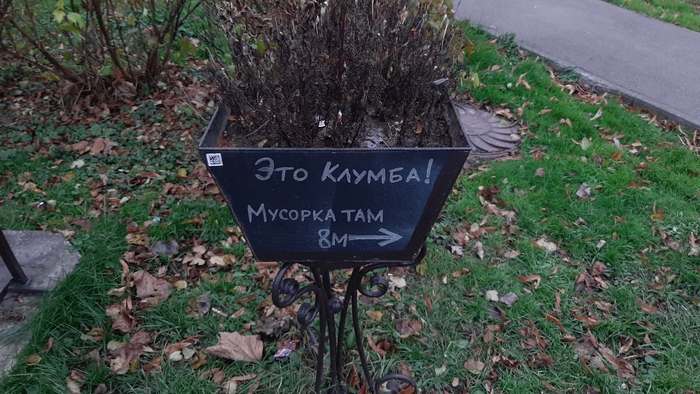 Это Клумба!
Мусорка там
8м →